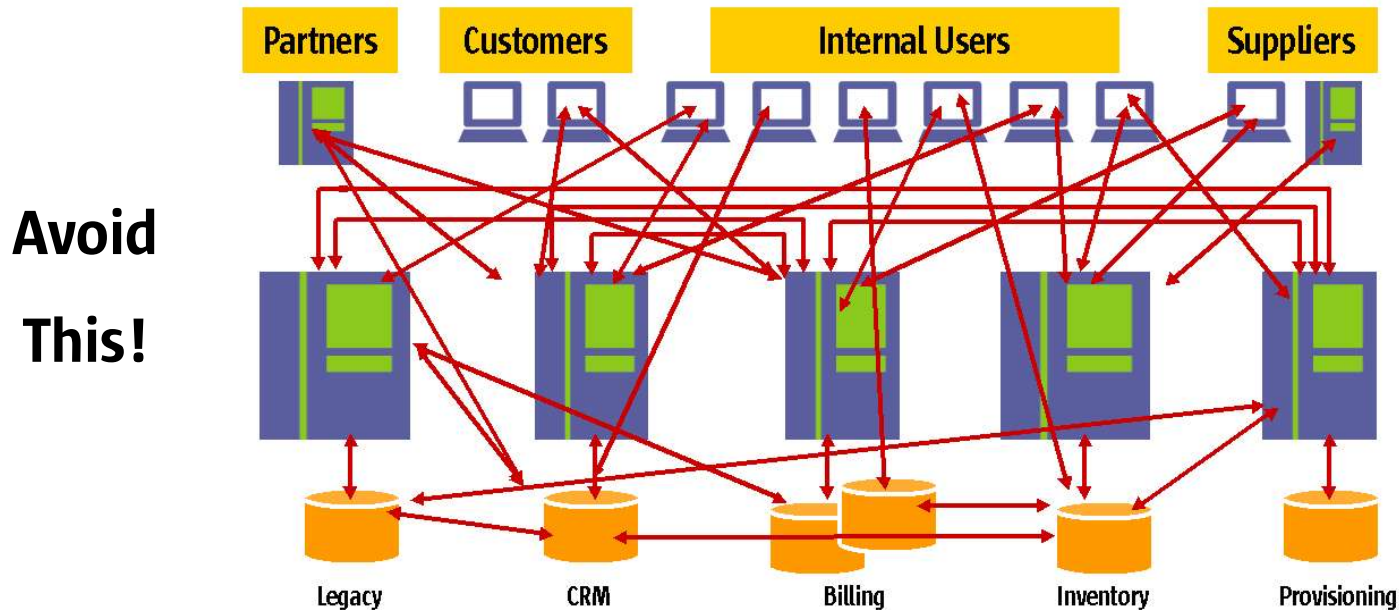 Partners
Customers
Internal Users
Suppliers
Avoid
This!
Legacy
CRM
Billing
Inventory
Provisioning